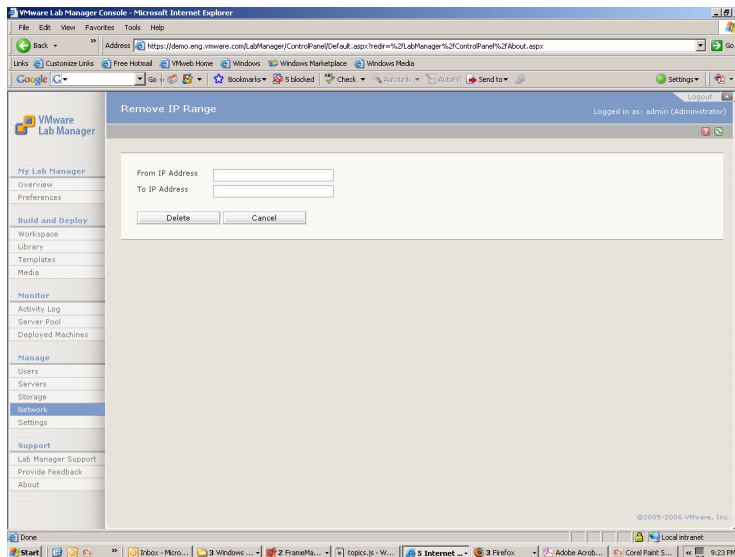 VMware Lab Manager Console - Microsoft Internet Explorer
File Edit View Favorites Tools Help
Back » Address https://demo.eng.vmware.com/LabManager/ControlPanel/Default.aspx?redir=%2fLabManager%2fControlPanel%2fAbout.aspx Go
Links Customize Links Free Hotmail VMweb Home Windows Windows Marketplace Windows Media
Google G Go Bookmarks 5 blocked Check AutoLink AutoFill Send to Settings
Logout
Remove IP Range
Logged in as: admin (Administrator)
VMware
Lab Manager
My Lab Manager
Overview
Preferences
Build and Deploy
Workspace
Library
Templates
Media
Monitor
Activity Log
Server Pool
Deployed Machines
Manage
Users
Servers
Storage
Network
Settings
Support
Lab Manager Support
Provide Feedback
About
From IP Address
To IP Address
Delete Cancel
©2005-2006 VMware, Inc.
Done Local intranet
Start » Inbox - Micro... 3 Windows ... 2 FrameMa... topics.js - W... 5 Internet ... 3 Firefox Adobe Acrob... Corel Paint S... « 9:23 PM